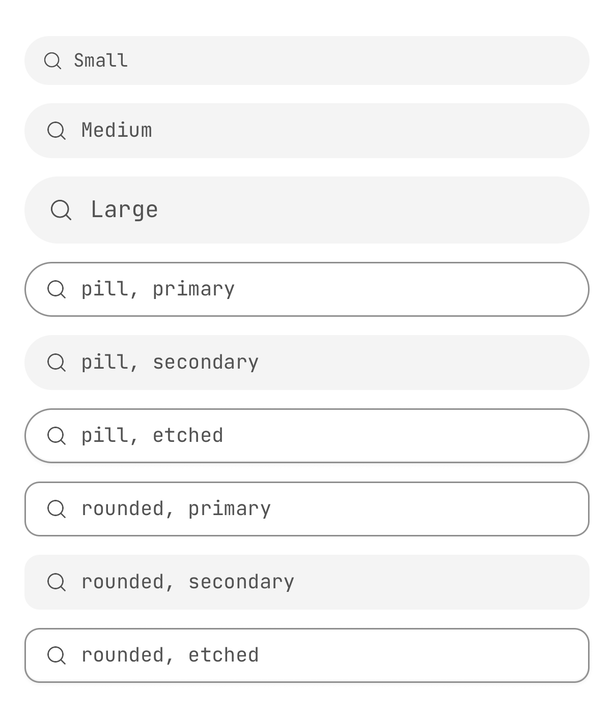 Small
Medium
Large
pill, primary
pill, secondary
pill, etched
rounded, primary
rounded, secondary
rounded, etched